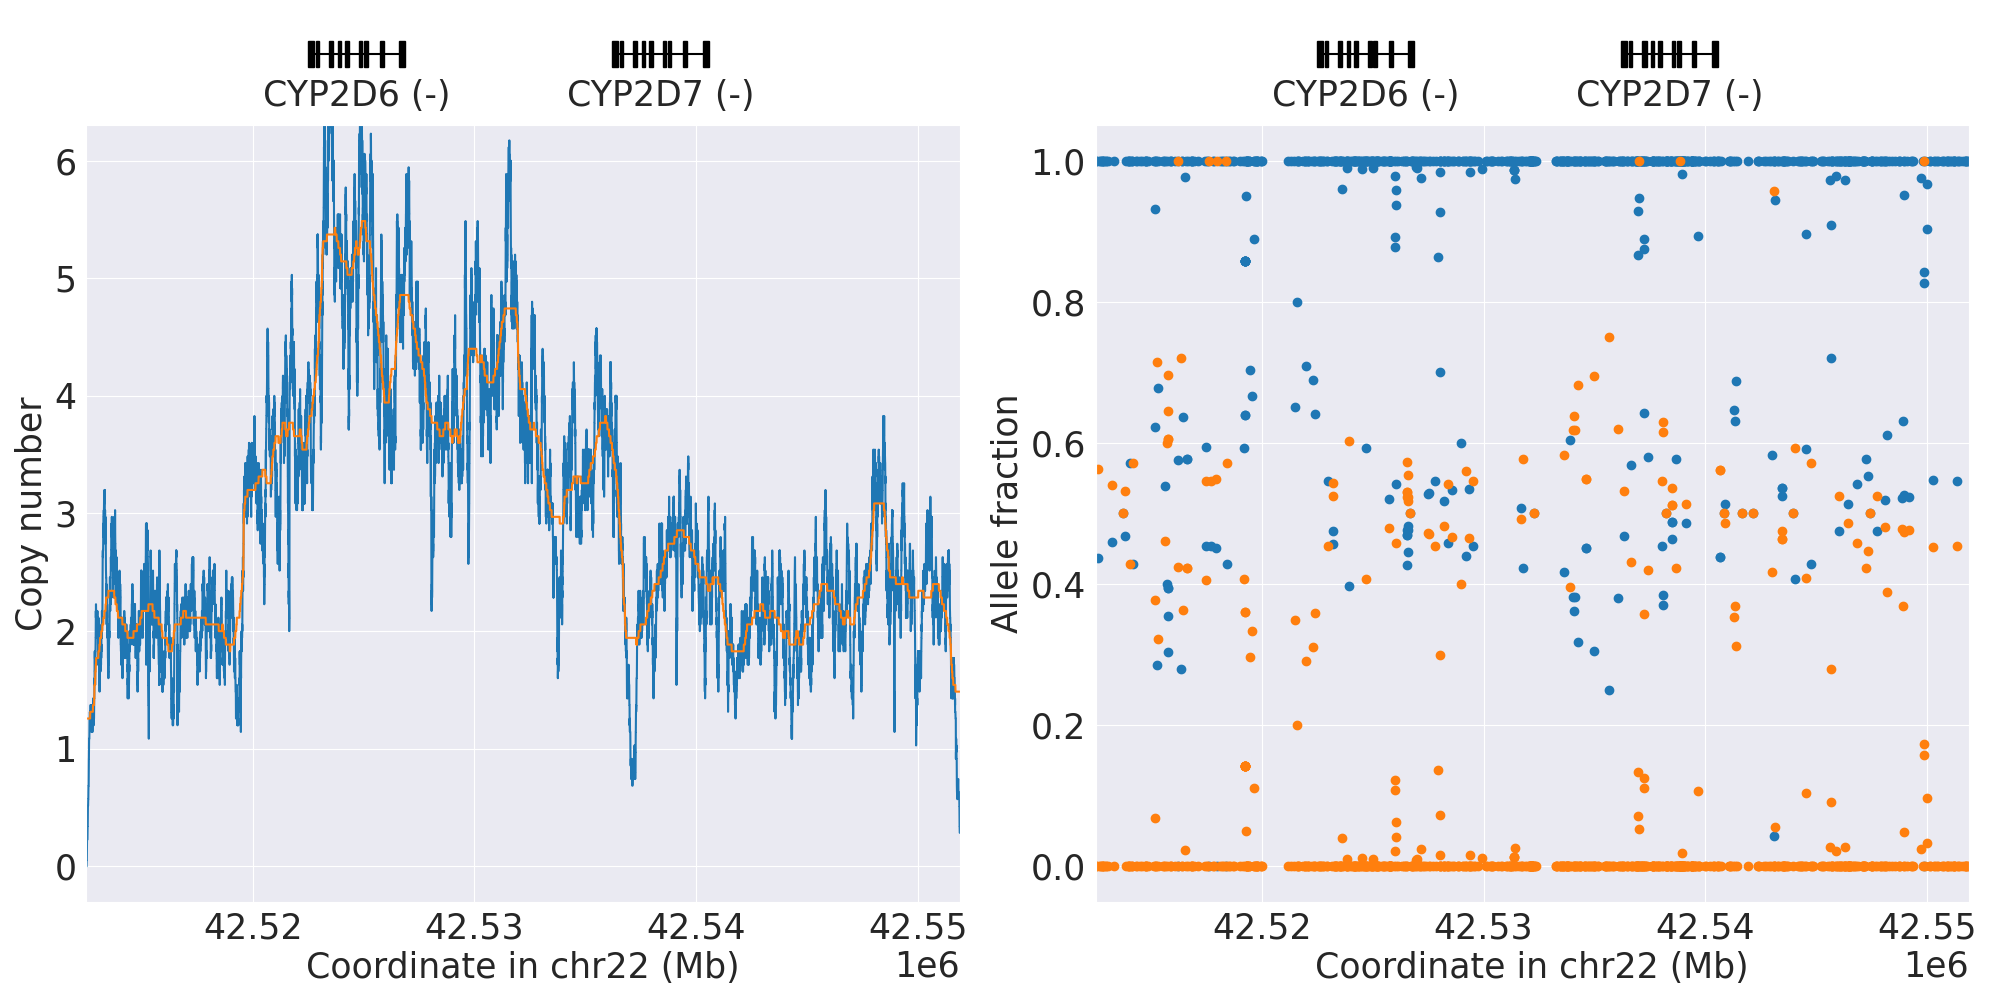 CYP2D6 (-) CYP2D7 (-)
Copy number
6
5
4
3
2
1
0
42.52 42.53 42.54 42.55
Coordinate in chr22 (Mb) 1e6
CYP2D6 (-) CYP2D7 (-)
Allele fraction
1.0
0.8
0.6
0.4
0.2
0.0
42.52 42.53 42.54 42.55
Coordinate in chr22 (Mb) 1e6